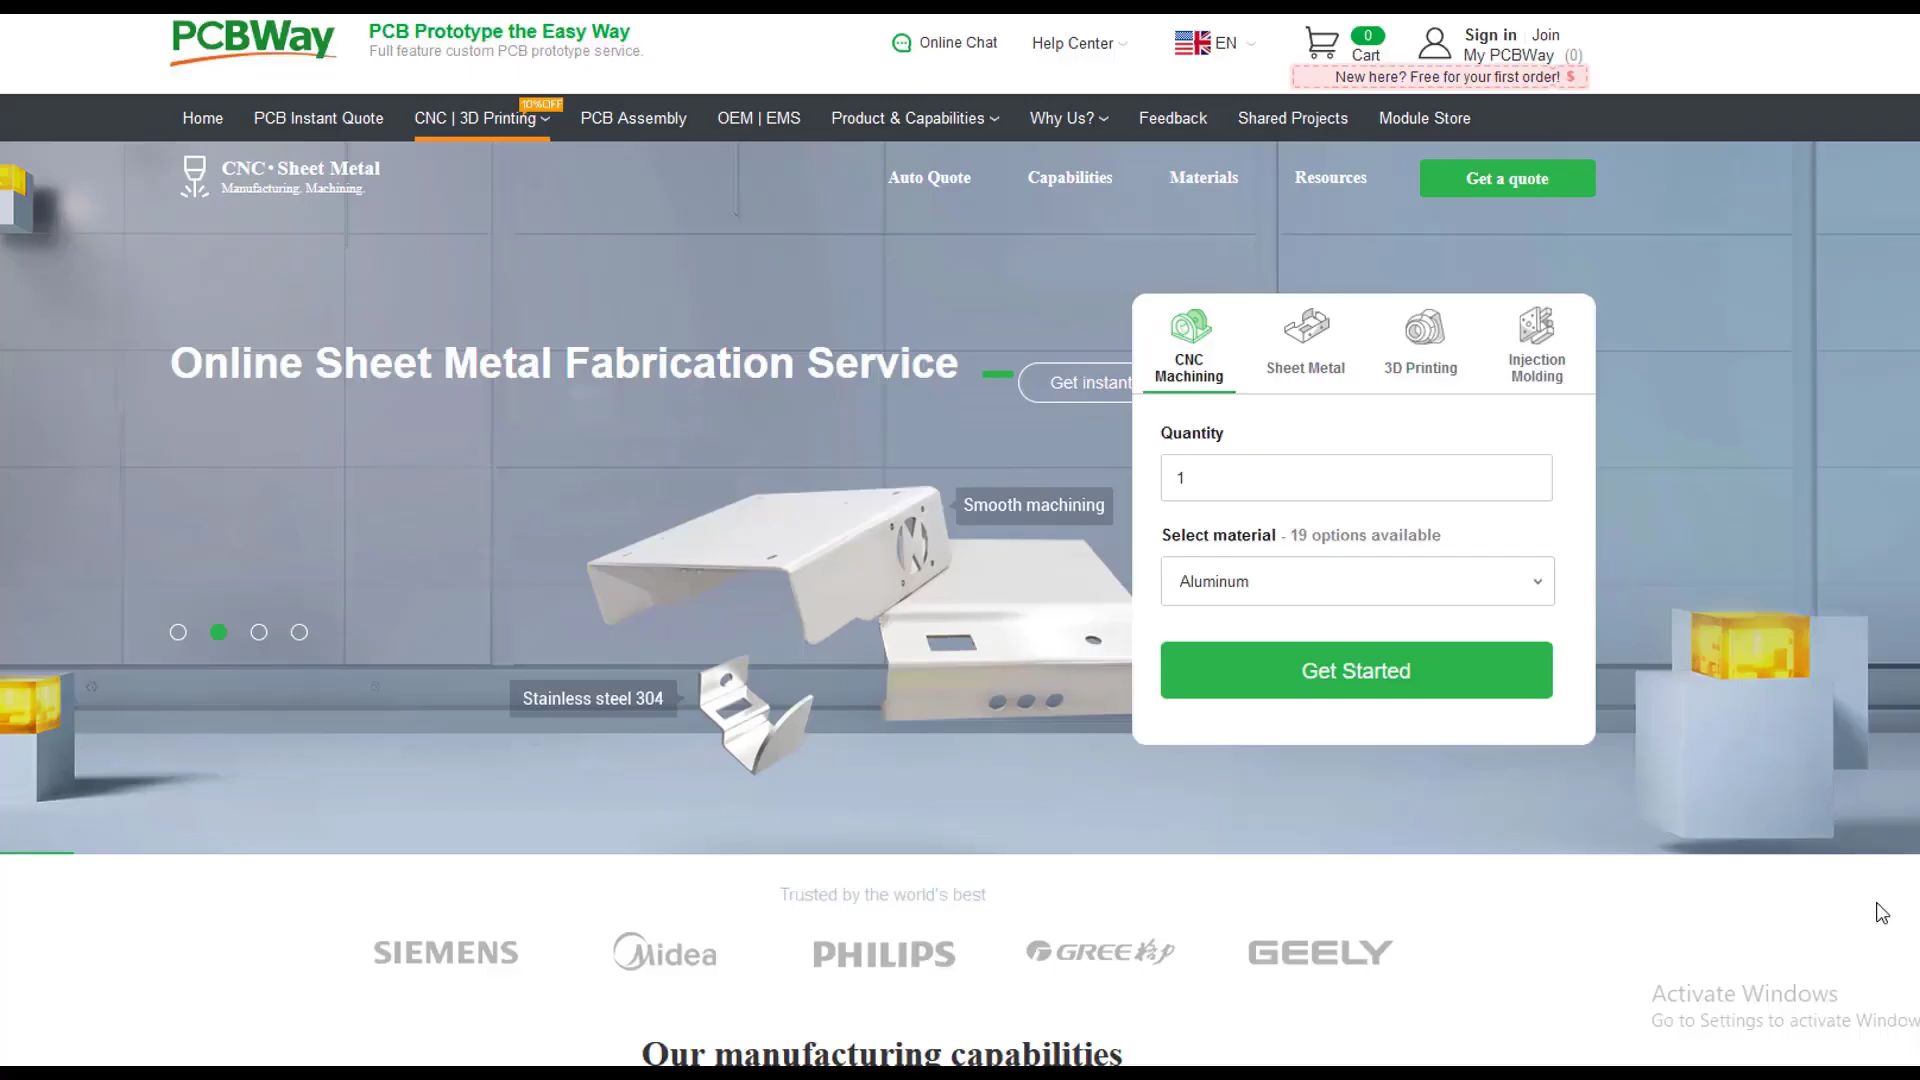 PCBWay
PCB Prototype the Easy Way
Full feature custom PCB prototype service.
Online Chat
Help Center
EN
0
Cart
Sign in
Join
My PCBWay (0)
New here? Free for your first order! $
10%OFF
Home
PCB Instant Quote
CNC | 3D Printing
PCB Assembly
OEM | EMS
Product & Capabilities
Why Us?
Feedback
Shared Projects
Module Store
CNC·Sheet Metal
Manufacturing. Machining.
Auto Quote
Capabilities
Materials
Resources
Get a quote
Online Sheet Metal Fabrication Service
Get instant
CNC
Machining
Sheet Metal
3D Printing
Injection
Molding
Quantity
1
Select material - 19 options available
Aluminum
Get Started
Smooth machining
Stainless steel 304
Trusted by the world's best
SIEMENS
Midea
PHILIPS
GREE 格力
GEELY
Activate Windows
Go to Settings to activate Window
Our manufacturing capabilities